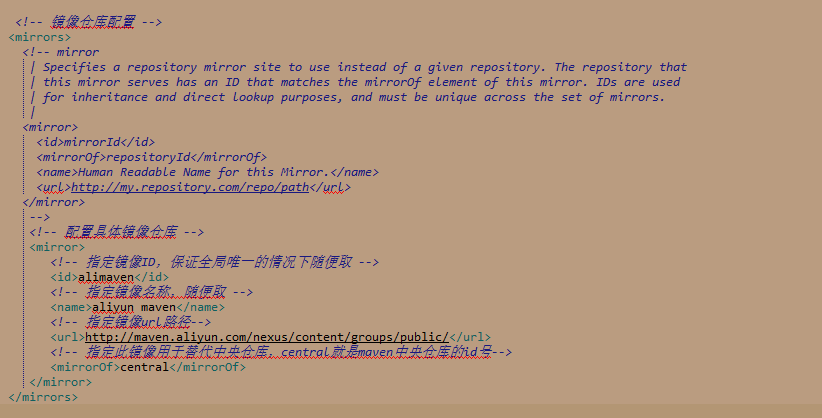 <!-- 镜像仓库配置 -->
<mirrors>
<!-- mirror
| Specifies a repository mirror site to use instead of a given repository. The repository that
| this mirror serves has an ID that matches the mirrorOf element of this mirror. IDs are used
| for inheritance and direct lookup purposes, and must be unique across the set of mirrors.
|
<mirror>
<id>mirrorId</id>
<mirrorOf>repositoryId</mirrorOf>
<name>Human Readable Name for this Mirror.</name>
<url>http://my.repository.com/repo/path</url>
</mirror>
-->
<!-- 配置具体镜像仓库 -->
<mirror>
<!-- 指定镜像ID，保证全局唯一的情况下随便取 -->
<id>alimaven</id>
<!-- 指定镜像名称，随便取 -->
<name>aliyun maven</name>
<!-- 指定镜像url路径-->
<url>http://maven.aliyun.com/nexus/content/groups/public/</url>
<!-- 指定此镜像用于替代中央仓库，central就是maven中央仓库的id号-->
<mirrorOf>central</mirrorOf>
</mirror>
</mirrors>